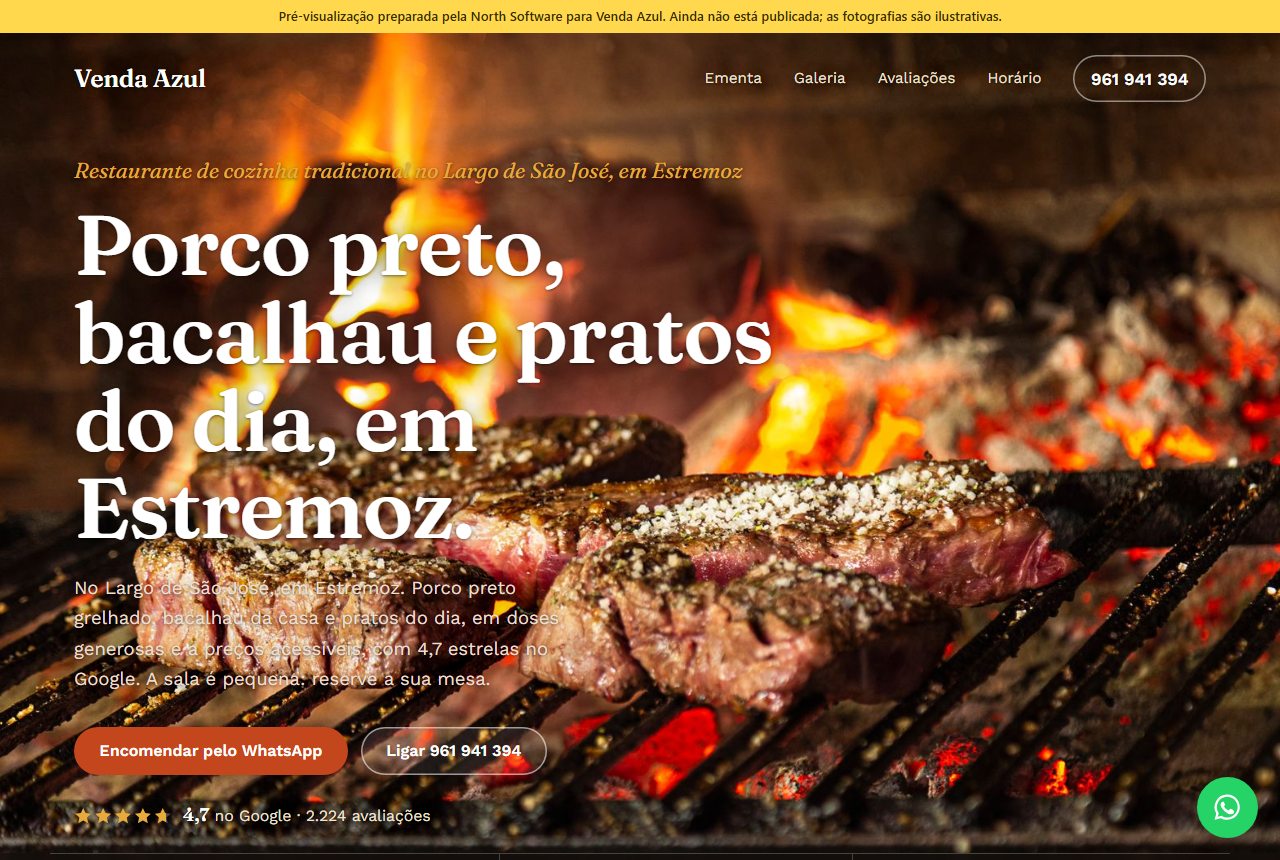 Pré-visualização preparada pela North Software para Venda Azul. Ainda não está publicada; as fotografias são ilustrativas.
Venda Azul
Ementa
Galeria
Avaliações
Horário
961 941 394
Restaurante de cozinha tradicional no Largo de São José, em Estremoz
Porco preto,
bacalhau e pratos
do dia, em
Estremoz.
No Largo de São José, em Estremoz. Porco preto
grelhado, bacalhau da casa e pratos do dia, em doses
generosas e a preços acessíveis, com 4,7 estrelas no
Google. A sala é pequena: reserve a sua mesa.
Encomendar pelo WhatsApp
Ligar 961 941 394
4,7 no Google · 2.224 avaliações